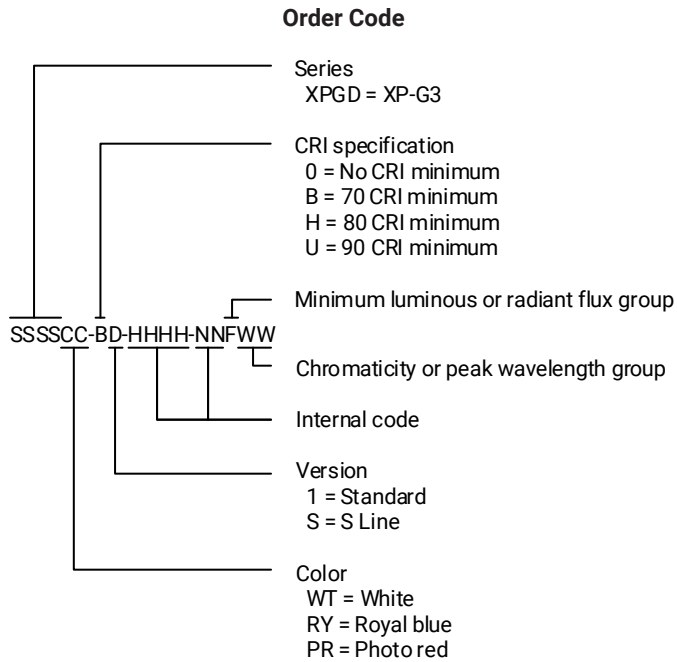 Order Code
Series
XPGD = XP-G3
CRI specification
0 = No CRI minimum
B = 70 CRI minimum
H = 80 CRI minimum
U = 90 CRI minimum
Minimum luminous or radiant flux group
SSSSCC-BD-HHHH-NNFWW
Chromaticity or peak wavelength group
Internal code
Version
1 = Standard
S = S Line
Color
WT = White
RY = Royal blue
PR = Photo red